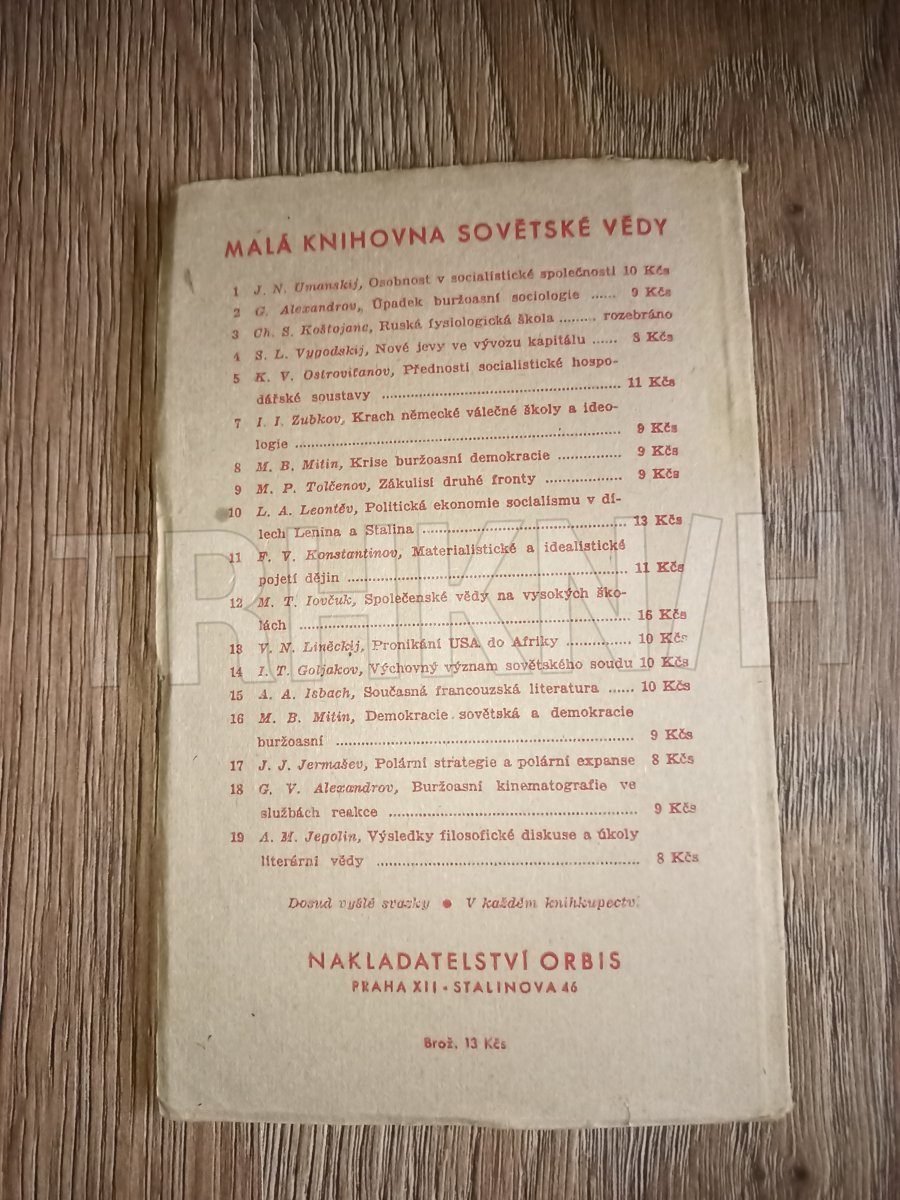 MALÁ KNIHOVNA SOVĚTSKÉ VĚDY
1 J. N. Umanskij, Osobnost v socialistické společnosti 10 Kčs
2 G. Alexandrov, Úpadek buržoasní sociologie ...... 9 Kčs
3 Ch. S. Koštojanc, Ruská fysiologická škola ........ rozebráno
4 S. L. Vygodskij, Nové jevy ve vývozu kapitálu ...... 8 Kčs
5 K. V. Ostrovitanov, Přednosti socialistické hospo-
dářské soustavy ........................................ 11 Kčs
7 I. I. Zubkov, Krach německé válečné školy a ideo-
logie ........................................................ 9 Kčs
8 M. B. Mitin, Krise buržoasní demokracie ............ 9 Kčs
9 M. P. Tolčenov, Zákulisí druhé fronty .............. 9 Kčs
10 L. A. Leontěv, Politická ekonomie socialismu v dí-
lech Lenina a Stalina .................................. 13 Kčs
11 F. V. Konstantinov, Materialistické a idealistické
pojetí dějin ................................................ 11 Kčs
12 M. T. Iovčuk, Společenské vědy na vysokých ško-
lách ........................................................ 16 Kčs
13 V. N. Liněckij, Pronikání USA do Afriky ............ 10 Kčs
14 I. T. Goljakov, Výchovný význam sovětského soudu 10 Kčs
15 A. A. Isbach, Současná francouzská literatura ...... 10 Kčs
16 M. B. Mitin, Demokracie sovětská a demokracie
buržoasní .................................................. 9 Kčs
17 J. J. Jermašev, Polární strategie a polární expanse 8 Kčs
18 G. V. Alexandrov, Buržoasní kinematografie ve
službách reakce .......................................... 9 Kčs
19 A. M. Jegolin, Výsledky filosofické diskuse a úkoly
literární vědy ............................................ 8 Kčs
Dosud vyšlé svazky ● V každém knihkupectví
NAKLADATELSTVÍ ORBIS
PRAHA XII • STALINOVA 46
Brož. 13 Kčs